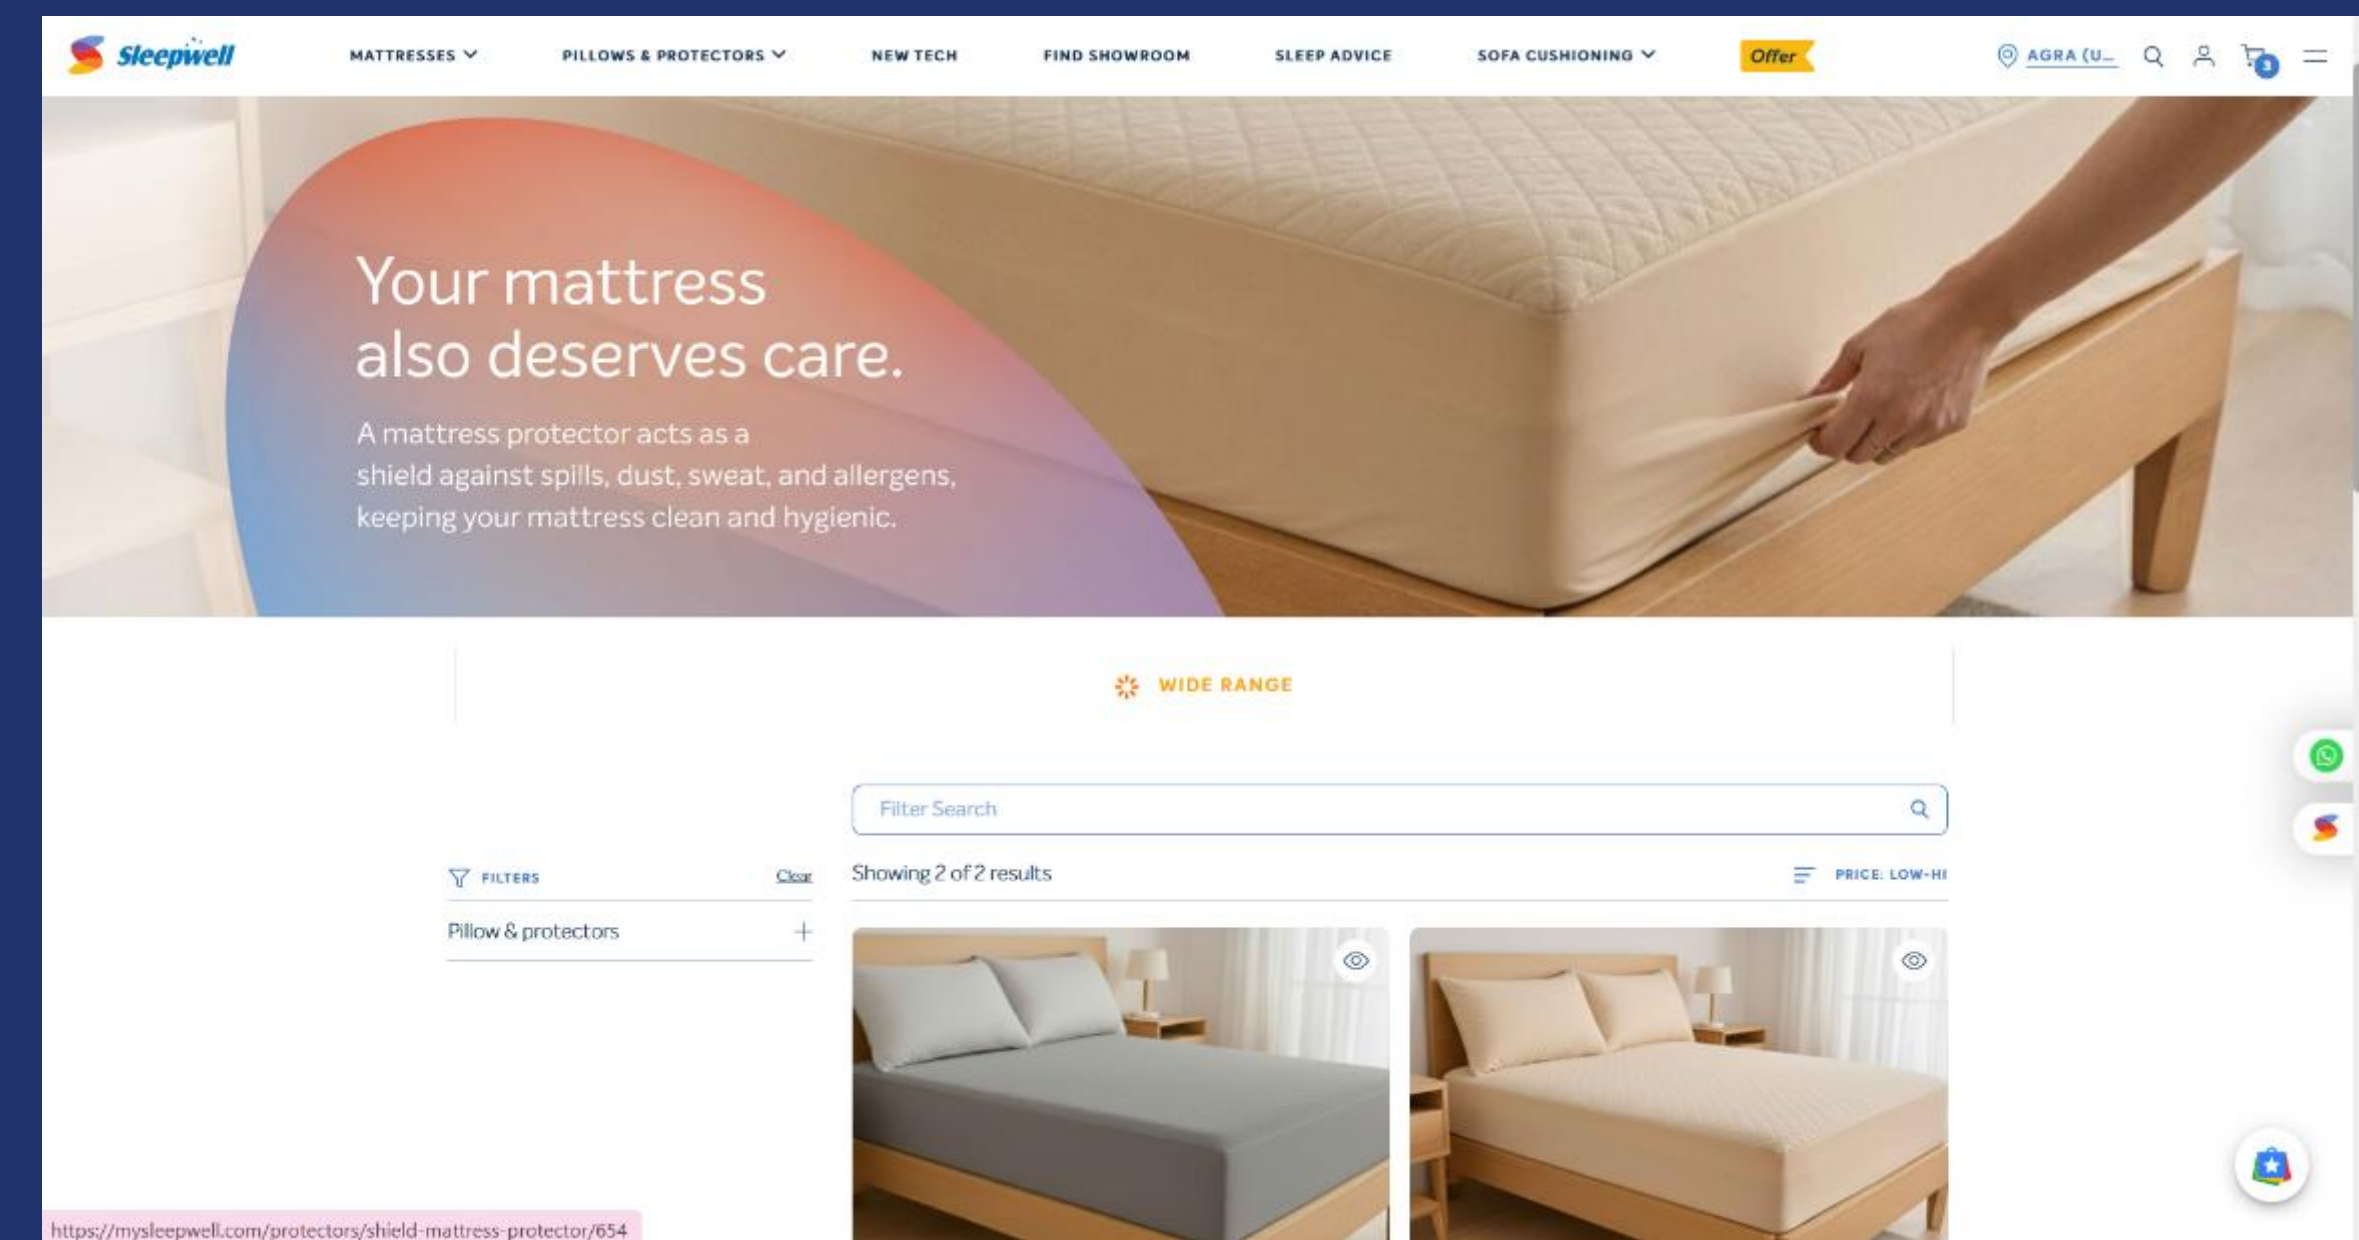 Sleepwell
MATTRESSES
PILLOWS & PROTECTORS
NEW TECH
FIND SHOWROOM
SLEEP ADVICE
SOFA CUSHIONING
Offer
AGRA (U...
3
Your mattress
also deserves care.
A mattress protector acts as a
shield against spills, dust, sweat, and allergens,
keeping your mattress clean and hygienic.
WIDE RANGE
Filter Search
FILTERS
Clear
Showing 2 of 2 results
PRICE: LOW-HI
Pillow & protectors
https://mysleepwell.com/protectors/shield-mattress-protector/654